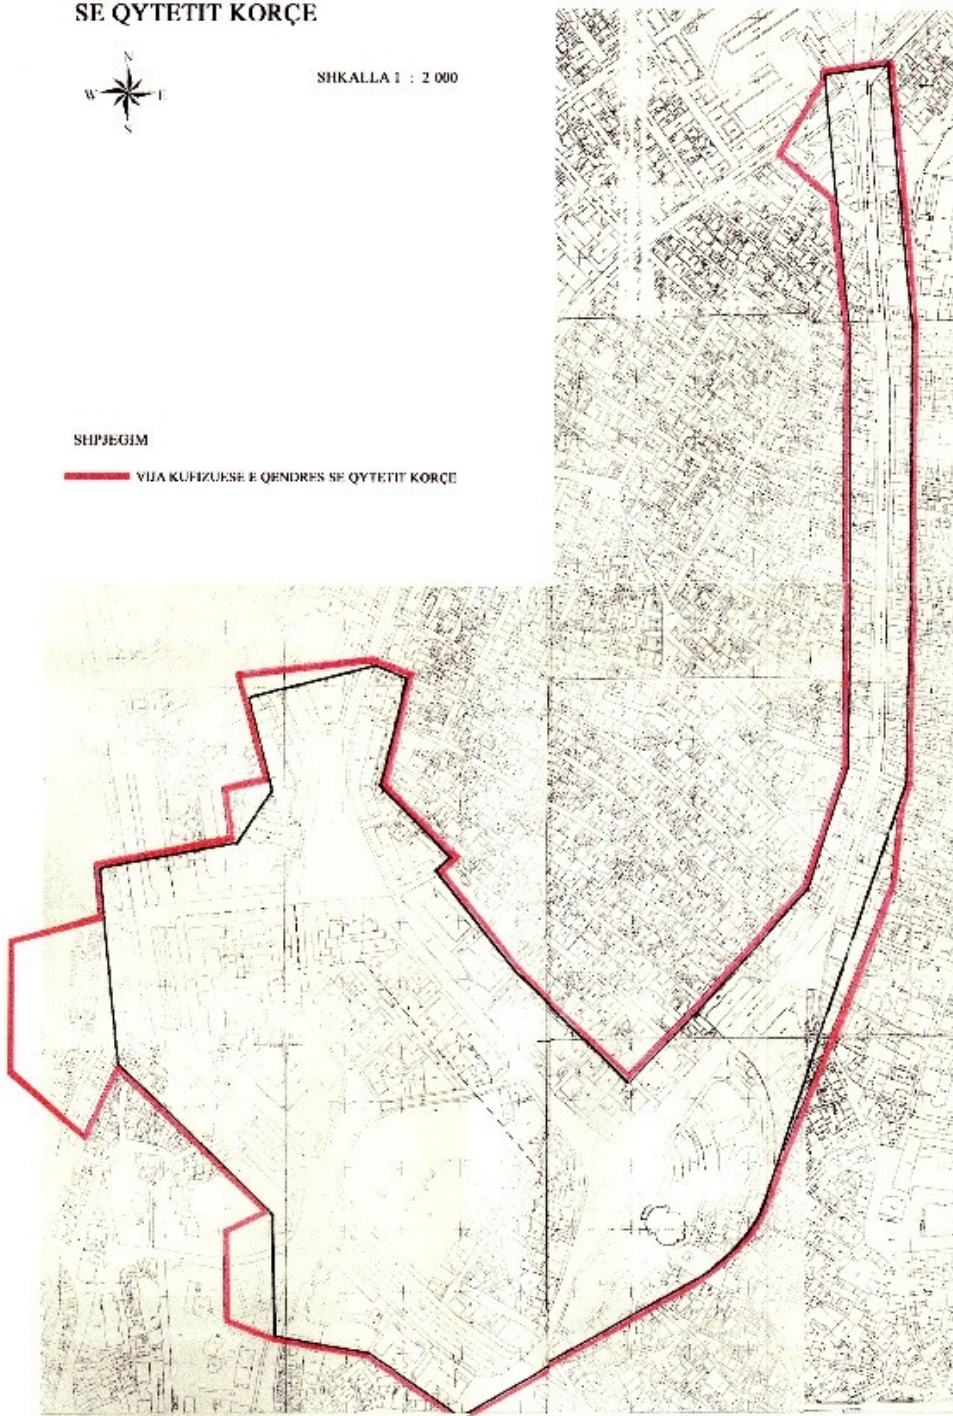 SE QYTETIT KORÇE
N
W E
S
SHKALLA 1 : 2 000
SHPJEGIM
VIJA KUFIZUESE E QENDRES SE QYTETIT KORÇE